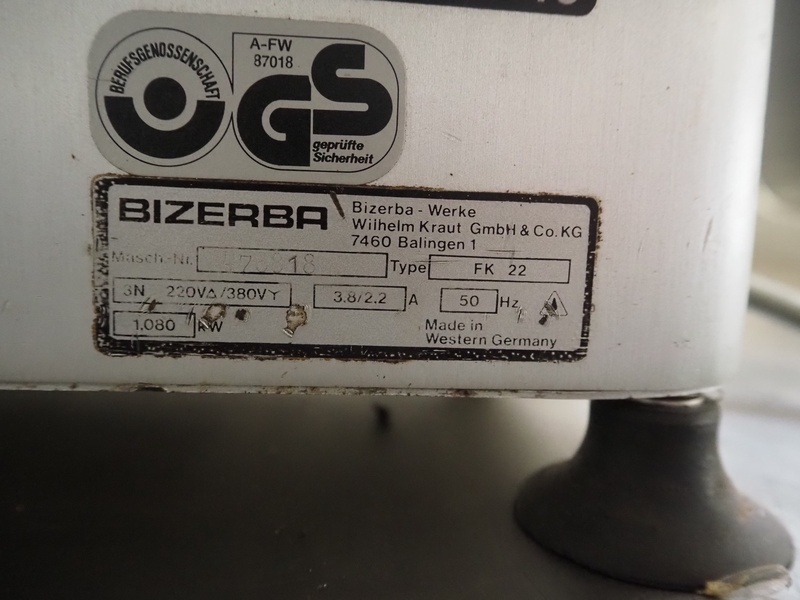 BERUFSGENOSSENSCHAFT
A-FW
87018
GS
geprüfte
Sicherheit
BIZERBA
Bizerba - Werke
Wilhelm Kraut GmbH & Co. KG
7460 Balingen 1
Masch.-Nr.
Type FK 22
3N 220V△/380VY 3.8/2.2 A 50 Hz
1.080 kW
Made in
Western Germany